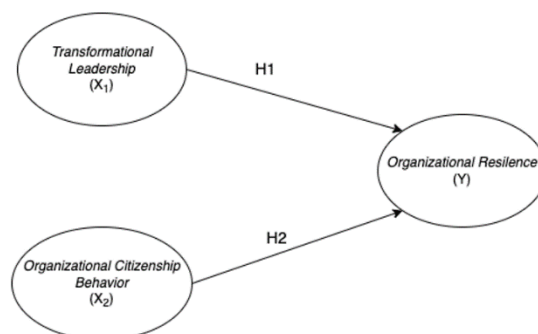 Transformational
Leadership
(X₁)
H1
Organizational Resilence
(Y)
H2
Organizational Citizenship
Behavior
(X₂)